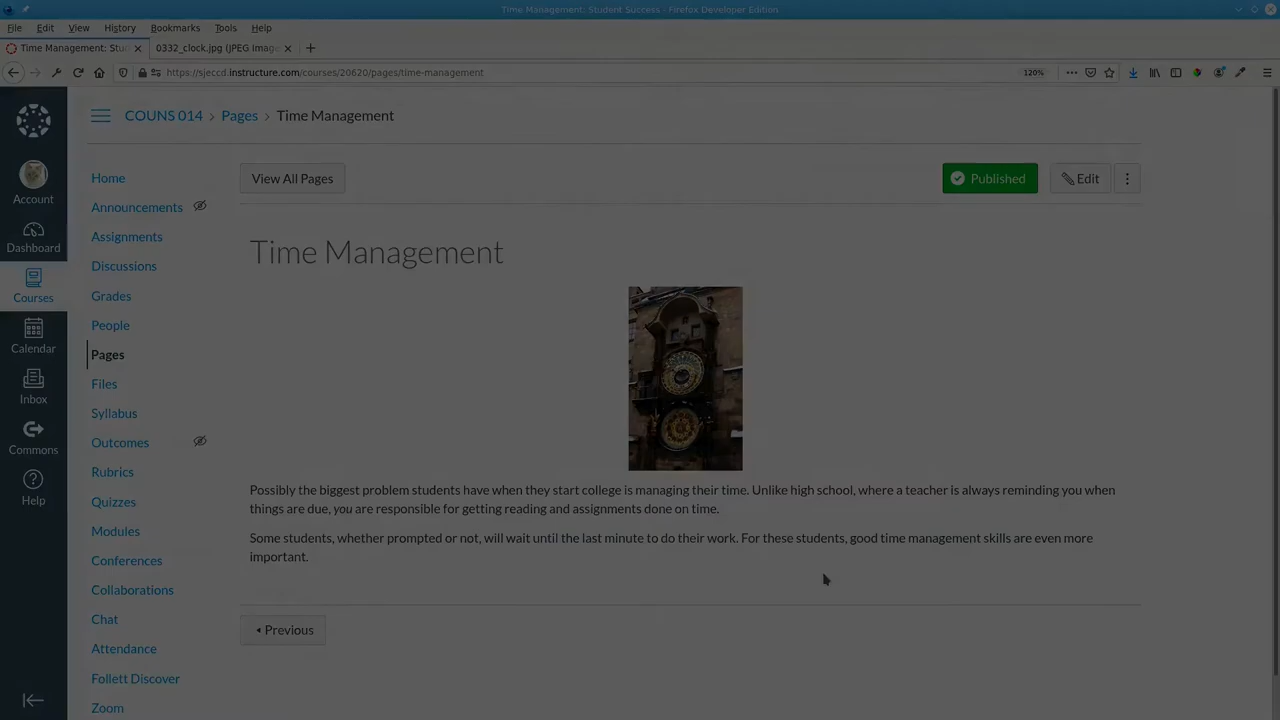 Time Management: Student Success - Firefox Developer Edition
File Edit View History Bookmarks Tools Help
Time Management: Stu
0332_clock.jpg (JPEG Imag
https://sjeccd.instructure.com/courses/20620/pages/time-management
120%
COUNS 014 > Pages > Time Management
Account
Dashboard
Courses
Calendar
Inbox
Commons
Help
Home
Announcements
Assignments
Discussions
Grades
People
Pages
Files
Syllabus
Outcomes
Rubrics
Quizzes
Modules
Conferences
Collaborations
Chat
Attendance
Follett Discover
Zoom
View All Pages
Published
Edit
Time Management
Possibly the biggest problem students have when they start college is managing their time. Unlike high school, where a teacher is always reminding you when
things are due, you are responsible for getting reading and assignments done on time.
Some students, whether prompted or not, will wait until the last minute to do their work. For these students, good time management skills are even more
important.
Previous